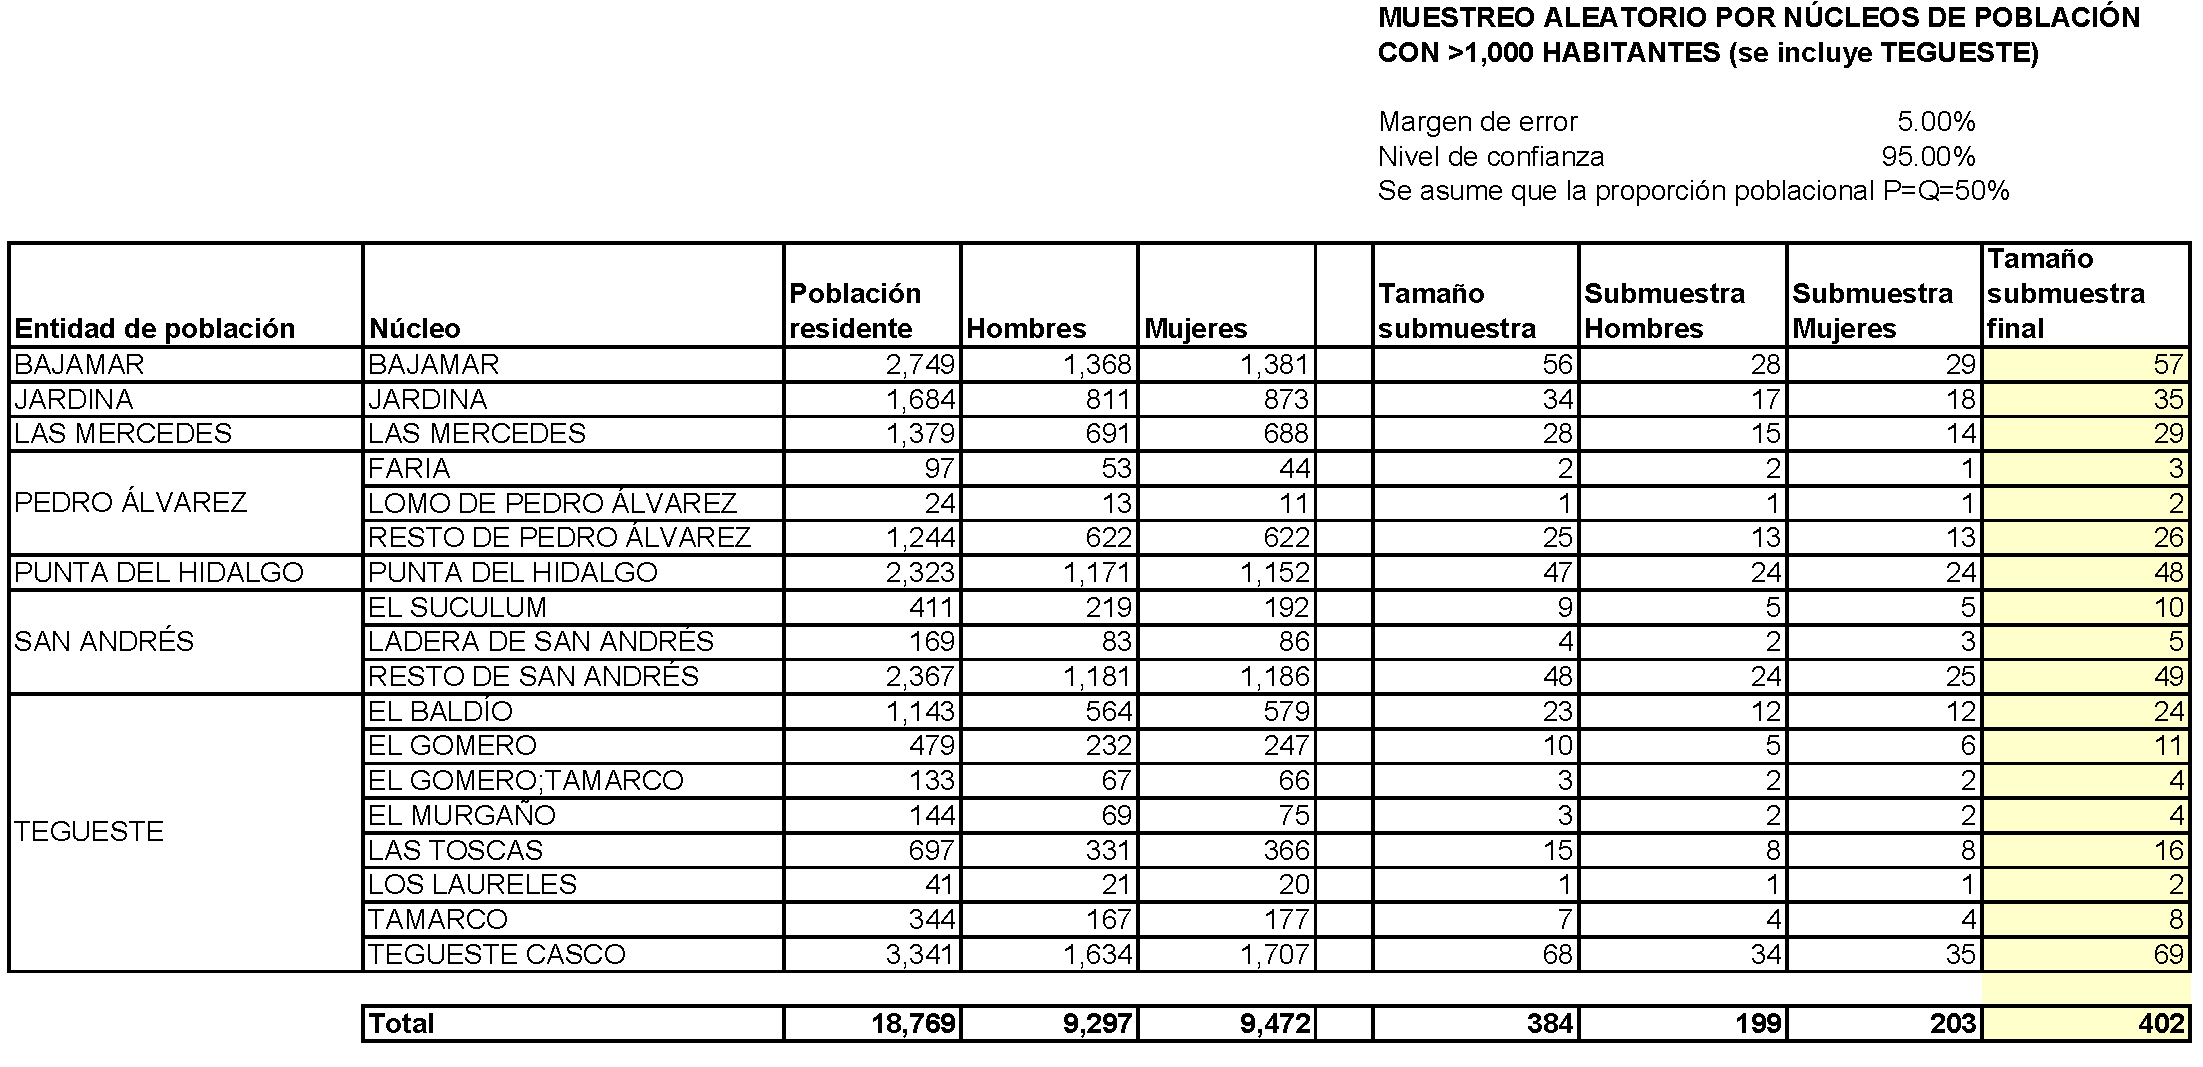 MUESTREO ALEATORIO POR NÚCLEOS DE POBLACIÓN
CON >1,000 HABITANTES (se incluye TEGUESTE)
Margen de error 5.00%
Nivel de confianza 95.00%
Se asume que la proporción poblacional P=Q=50%
Entidad de población Núcleo Población residente Hombres Mujeres Tamaño submuestra Submuestra Hombres Submuestra Mujeres Tamaño submuestra final
BAJAMAR BAJAMAR 2,749 1,368 1,381 56 28 29 57
JARDINA JARDINA 1,684 811 873 34 17 18 35
LAS MERCEDES LAS MERCEDES 1,379 691 688 28 15 14 29
PEDRO ÁLVAREZ FARIA 97 53 44 2 2 1 3
LOMO DE PEDRO ÁLVAREZ 24 13 11 1 1 1 2
RESTO DE PEDRO ÁLVAREZ 1,244 622 622 25 13 13 26
PUNTA DEL HIDALGO PUNTA DEL HIDALGO 2,323 1,171 1,152 47 24 24 48
SAN ANDRÉS EL SUCULUM 411 219 192 9 5 5 10
LADERA DE SAN ANDRÉS 169 83 86 4 2 3 5
RESTO DE SAN ANDRÉS 2,367 1,181 1,186 48 24 25 49
TEGUESTE EL BALDÍO 1,143 564 579 23 12 12 24
EL GOMERO 479 232 247 10 5 6 11
EL GOMERO;TAMARCO 133 67 66 3 2 2 4
EL MURGAÑO 144 69 75 3 2 2 4
LAS TOSCAS 697 331 366 15 8 8 16
LOS LAURELES 41 21 20 1 1 1 2
TAMARCO 344 167 177 7 4 4 8
TEGUESTE CASCO 3,341 1,634 1,707 68 34 35 69
Total 18,769 9,297 9,472 384 199 203 402